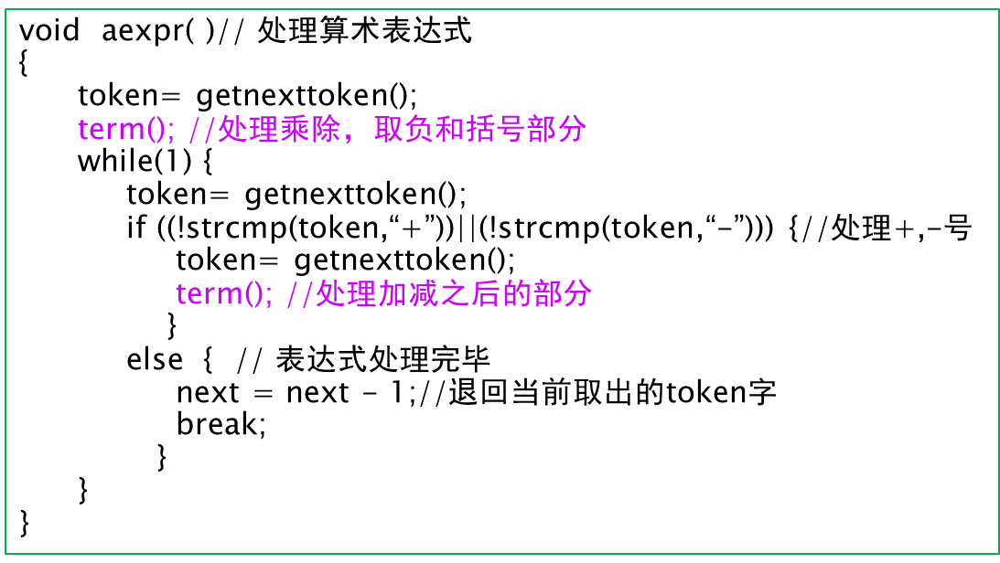 void  aexpr( )// 处理算术表达式
{
token= getnexttoken();
term(); //处理乘除，取负和括号部分
while(1) {
token= getnexttoken();
if ((!strcmp(token,“+”))||(!strcmp(token,“-”))) {//处理+,-号
token= getnexttoken();
term(); //处理加减之后的部分
}
else  {  // 表达式处理完毕
next = next - 1;//退回当前取出的token字
break;
}
}
}